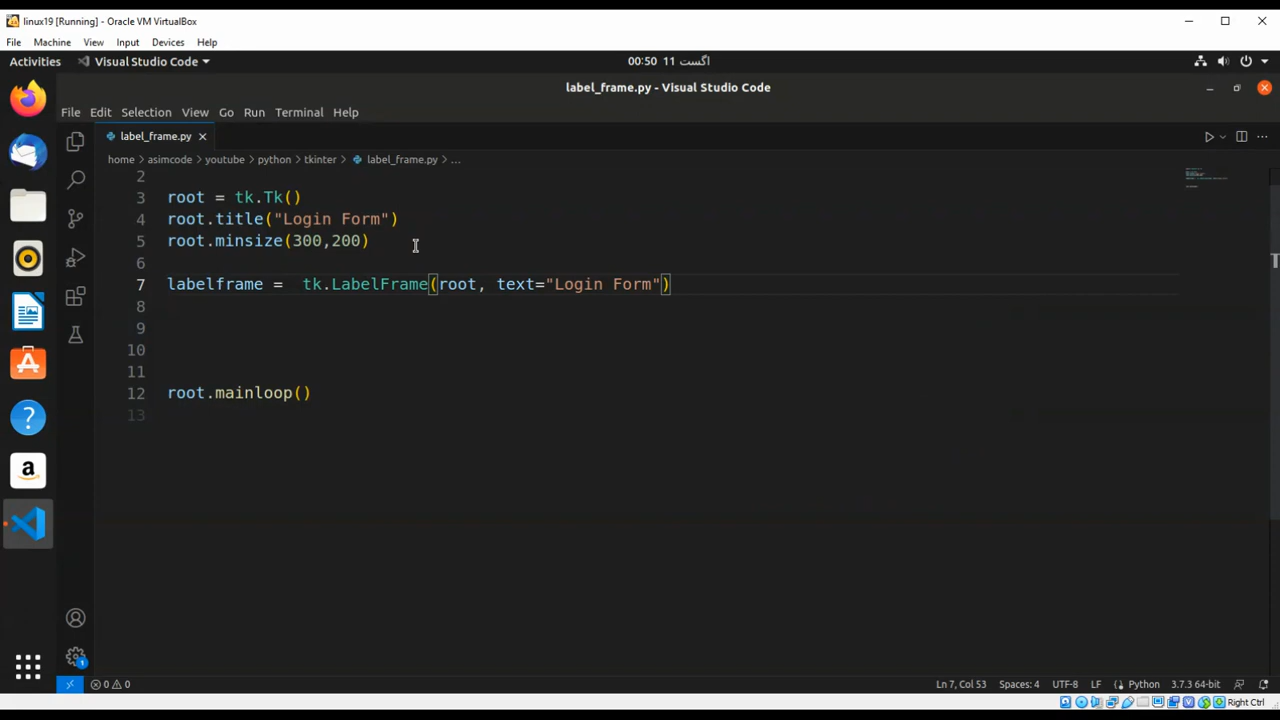 linux19 [Running] - Oracle VM VirtualBox
File Machine View Input Devices Help
Activities Visual Studio Code 00:50 11 اگست
label_frame.py - Visual Studio Code
File Edit Selection View Go Run Terminal Help
label_frame.py
home > asimcode > youtube > python > tkinter > label_frame.py > ...
2
3 root = tk.Tk()
4 root.title("Login Form")
5 root.minsize(300,200)
6
7 labelframe =  tk.LabelFrame(root, text="Login Form")
8
9
10
11
12 root.mainloop()
13
0 0 Ln 7, Col 53 Spaces: 4 UTF-8 LF Python 3.7.3 64-bit
Right Ctrl